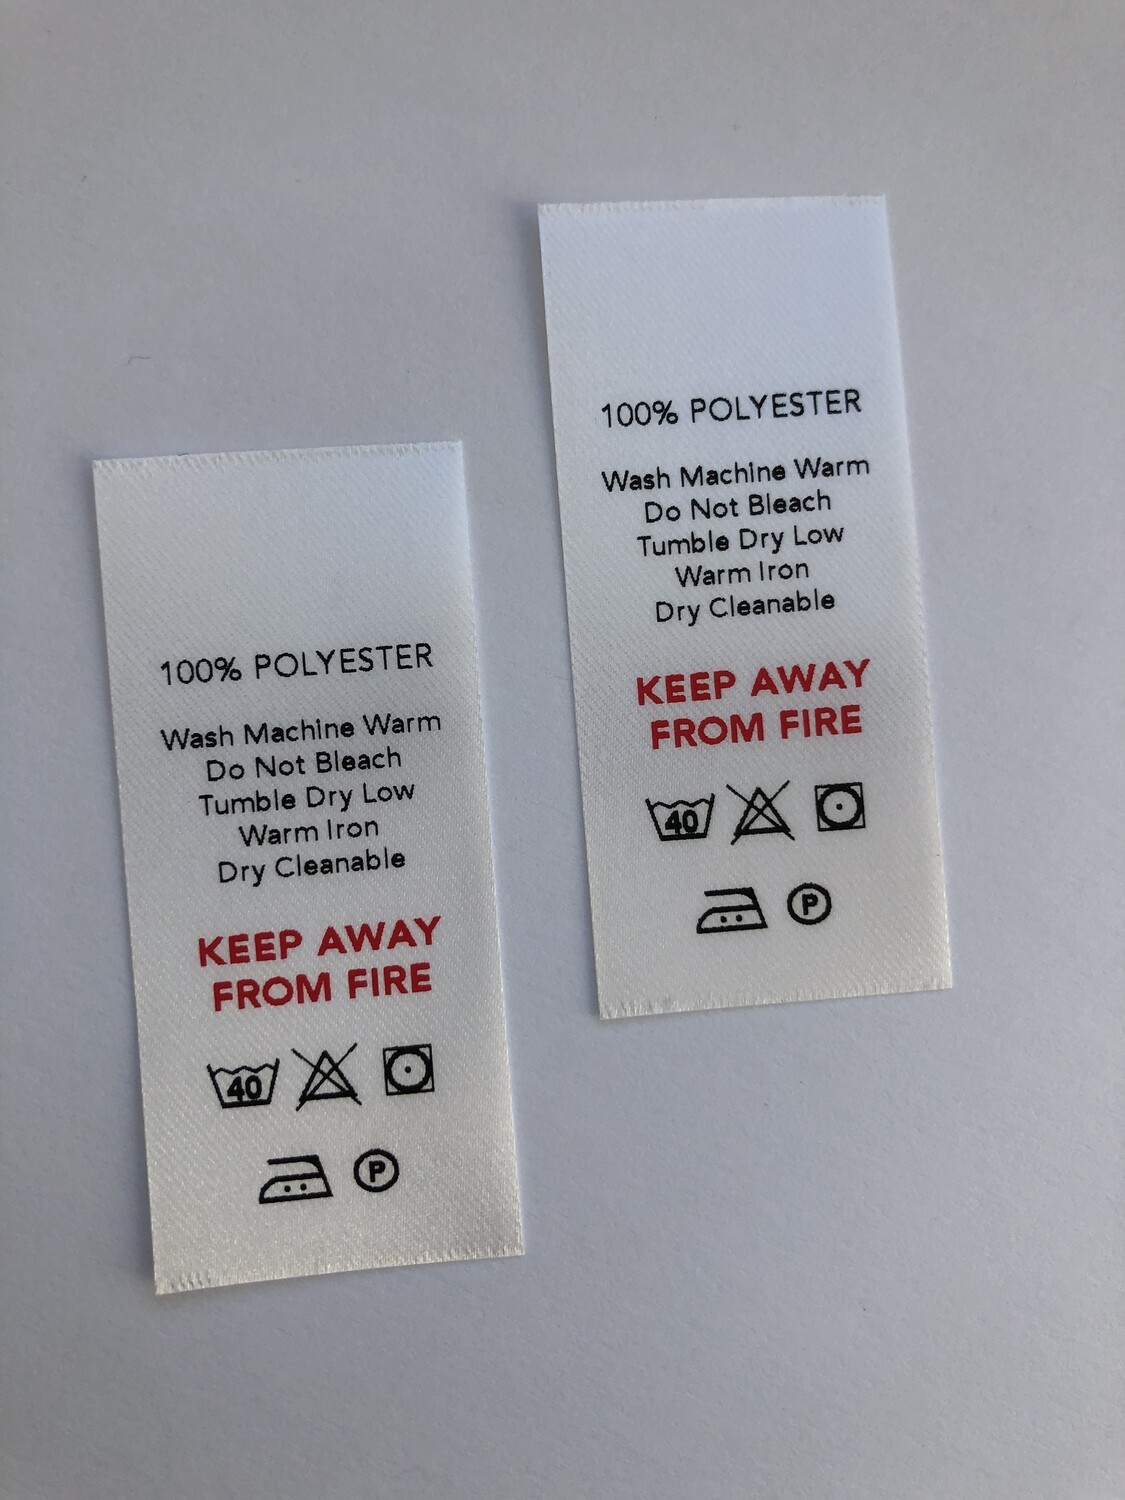 100% POLYESTER
Wash Machine Warm
Do Not Bleach
Tumble Dry Low
Warm Iron
Dry Cleanable
KEEP AWAY
FROM FIRE
40
P
100% POLYESTER
Wash Machine Warm
Do Not Bleach
Tumble Dry Low
Warm Iron
Dry Cleanable
KEEP AWAY
FROM FIRE
40
P